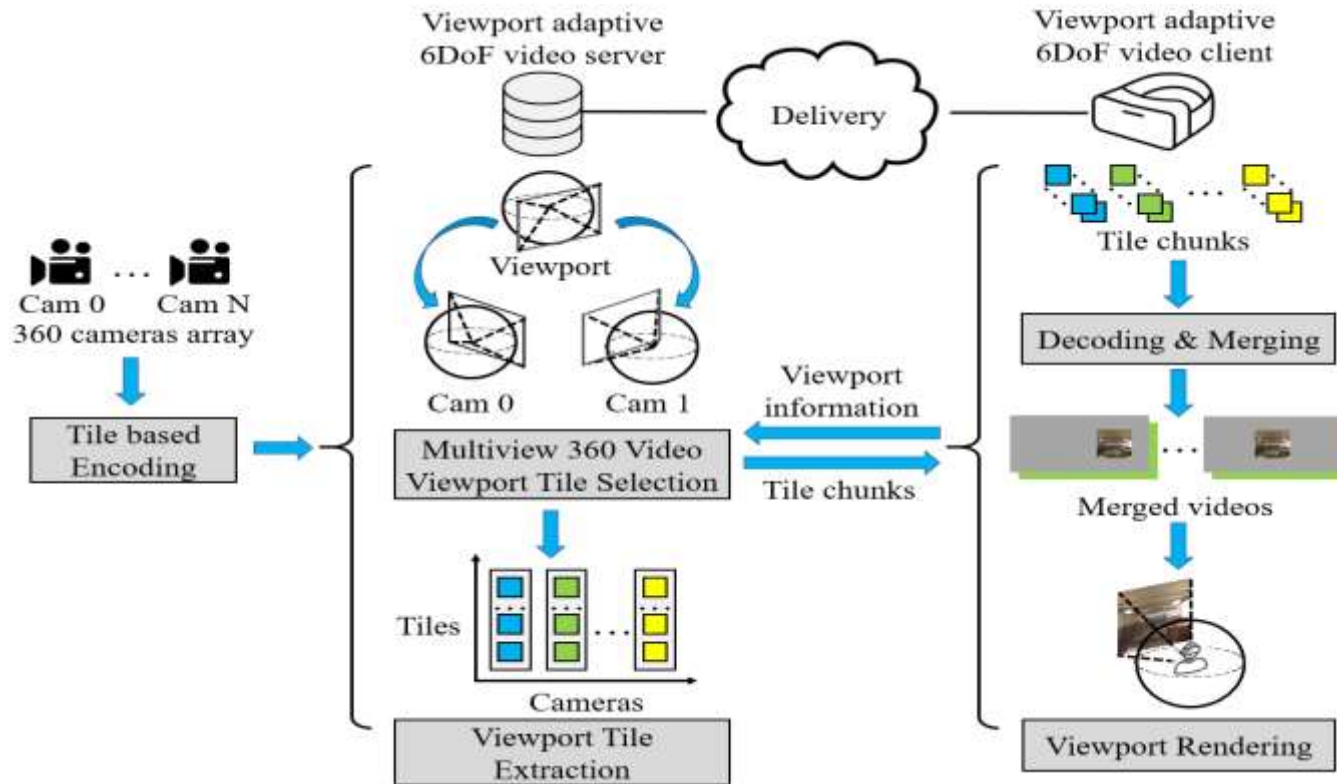 Viewport adaptive
6DoF video server
Delivery
Viewport adaptive
6DoF video client
Cam 0
...
Cam N
360 cameras array
Tile based
Encoding
Viewport
Cam 0
Cam 1
Multiview 360 Video
Viewport Tile Selection
Tiles
...
Cameras
Viewport Tile
Extraction
Viewport
information
Tile chunks
...
Tile chunks
Decoding & Merging
...
Merged videos
Viewport Rendering